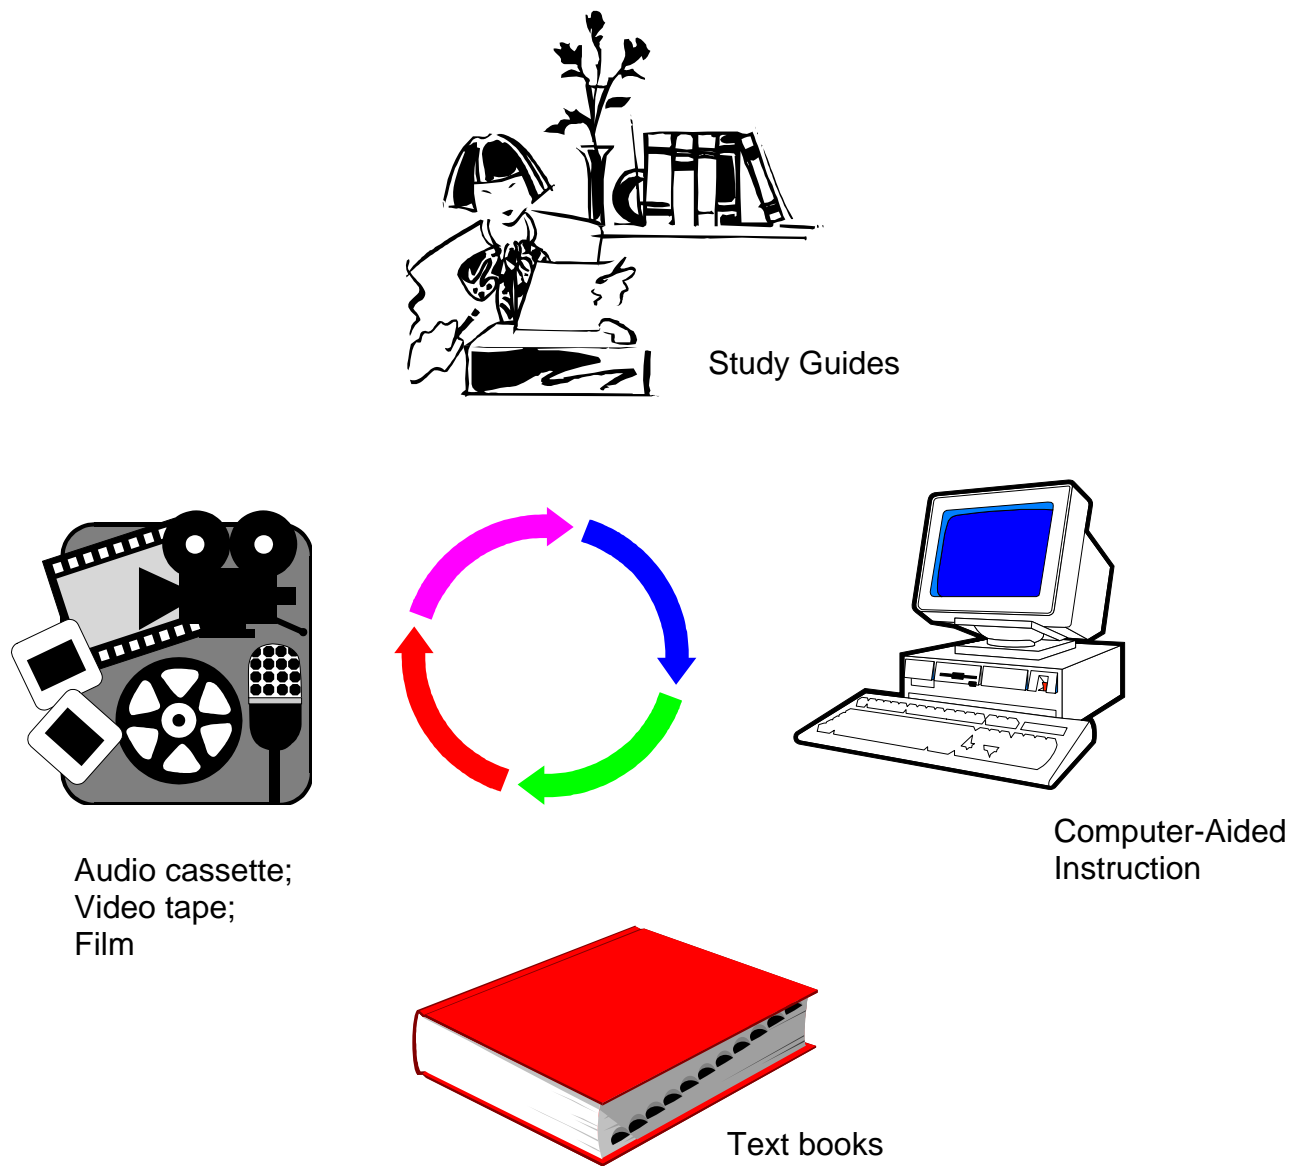 Study Guides
Computer-Aided
Instruction
Audio cassette;
Video tape;
Film
Text books